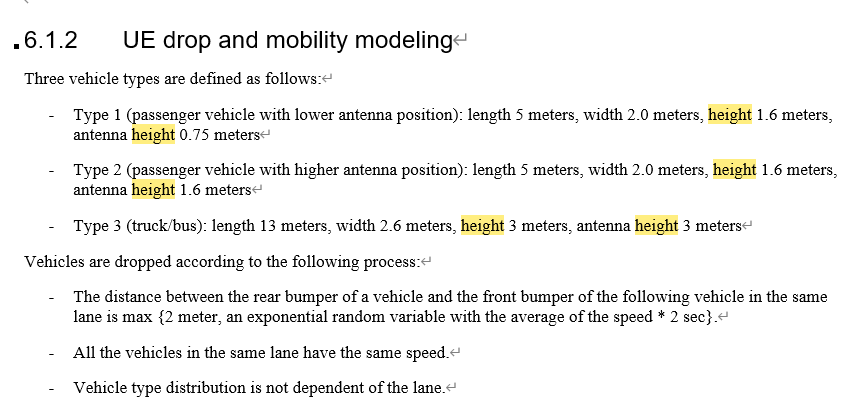 6.1.2 UE drop and mobility modeling↵
Three vehicle types are defined as follows:↵
- Type 1 (passenger vehicle with lower antenna position): length 5 meters, width 2.0 meters, height 1.6 meters,
antenna height 0.75 meters↵
- Type 2 (passenger vehicle with higher antenna position): length 5 meters, width 2.0 meters, height 1.6 meters,
antenna height 1.6 meters↵
- Type 3 (truck/bus): length 13 meters, width 2.6 meters, height 3 meters, antenna height 3 meters↵
Vehicles are dropped according to the following process:↵
- The distance between the rear bumper of a vehicle and the front bumper of the following vehicle in the same
lane is max {2 meter, an exponential random variable with the average of the speed * 2 sec}.↵
- All the vehicles in the same lane have the same speed.↵
- Vehicle type distribution is not dependent of the lane.↵